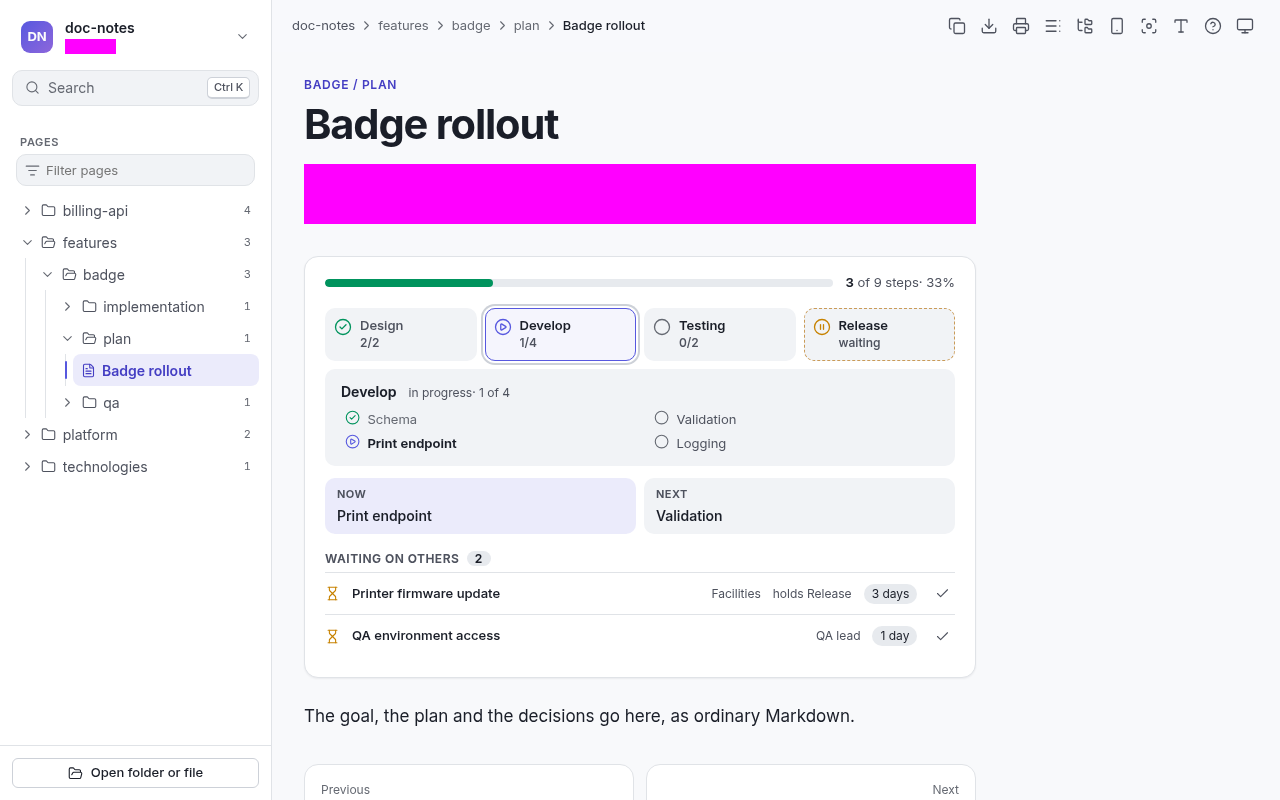 DN
doc-notes
Search
Ctrl K
PAGES
Filter pages
billing-api 4
features 3
badge 3
implementation 1
plan 1
Badge rollout
qa 1
platform 2
technologies 1
Open folder or file
doc-notes > features > badge > plan > Badge rollout
BADGE / PLAN
Badge rollout
3 of 9 steps· 33%
Design
2/2
Develop
1/4
Testing
0/2
Release
waiting
Develop in progress· 1 of 4
Schema
Validation
Print endpoint
Logging
NOW
Print endpoint
NEXT
Validation
WAITING ON OTHERS 2
Printer firmware update Facilities holds Release 3 days
QA environment access QA lead 1 day
The goal, the plan and the decisions go here, as ordinary Markdown.
Previous
Next